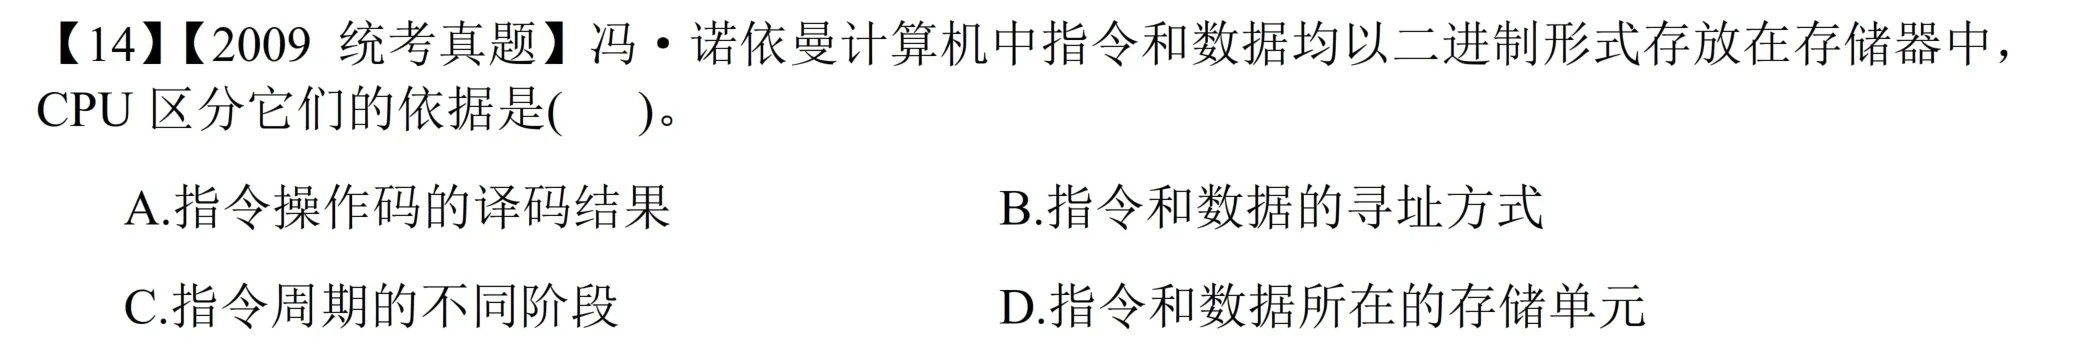 【14】【2009 统考真题】冯·诺依曼计算机中指令和数据均以二进制形式存放在存储器中，
CPU 区分它们的依据是(    )。
A.指令操作码的译码结果
B.指令和数据的寻址方式
C.指令周期的不同阶段
D.指令和数据所在的存储单元